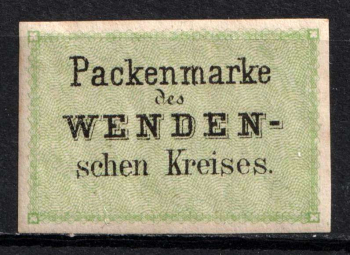 Packenmarke
des
WENDEN-
schen Kreises.